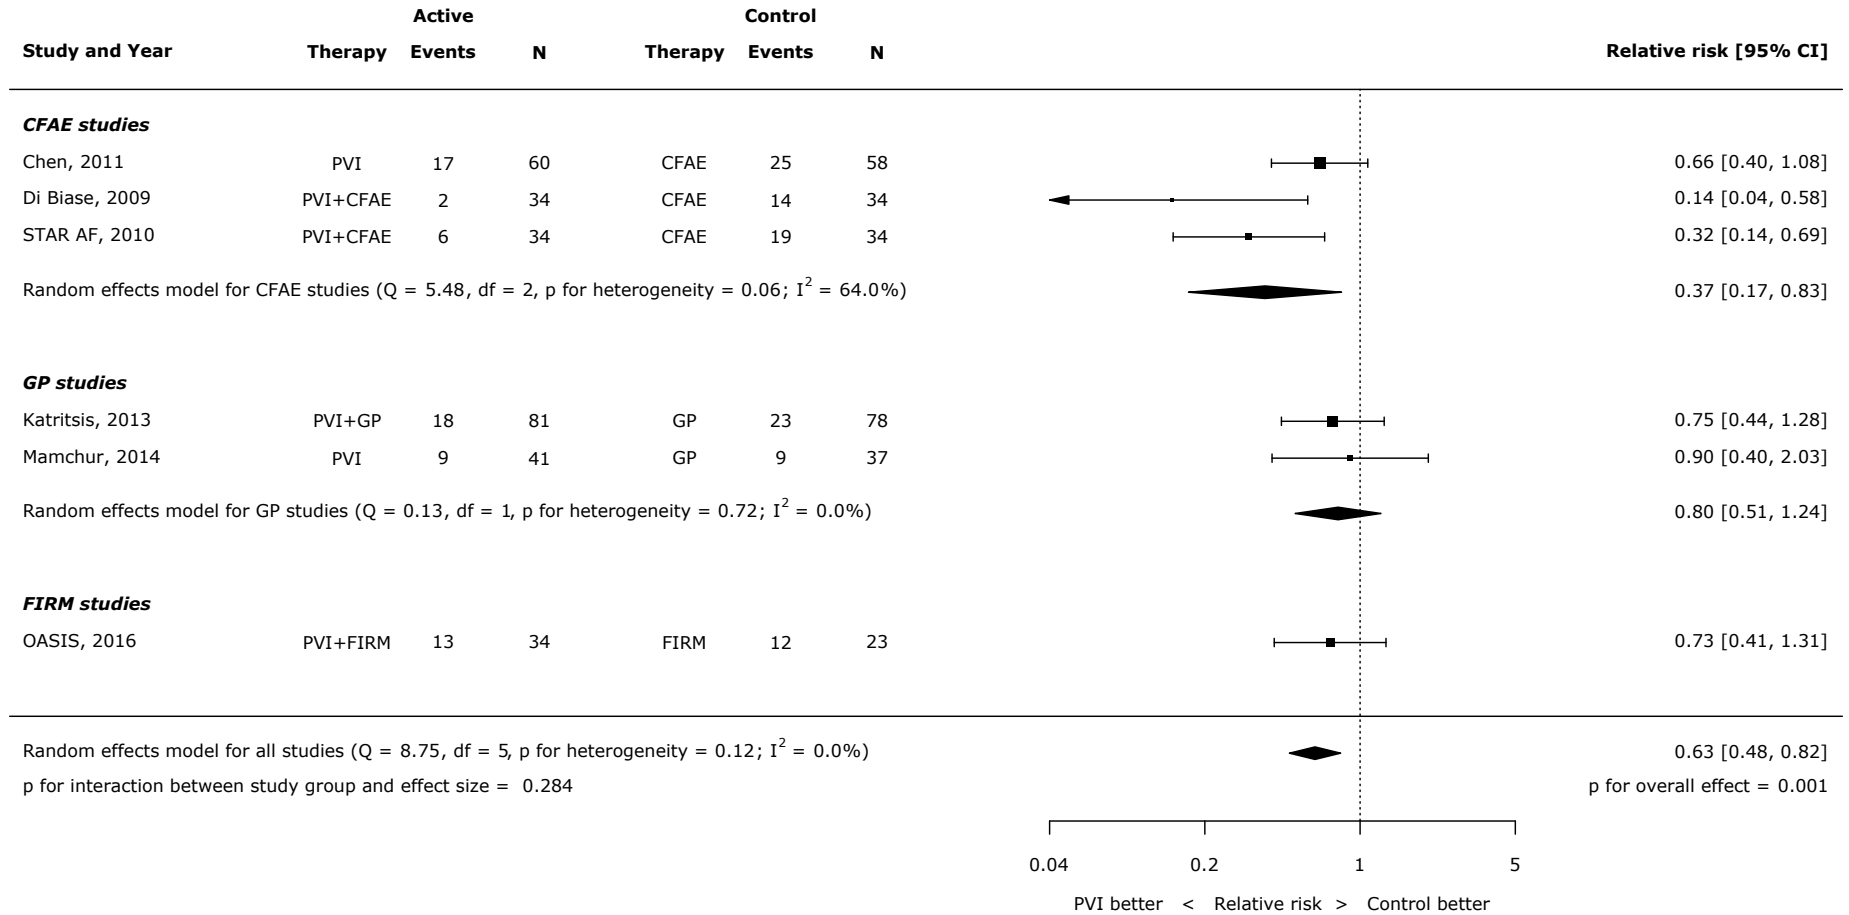 Active Control
Study and Year Therapy Events N Therapy Events N Relative risk [95% CI]
CFAE studies
Chen, 2011 PVI 17 60 CFAE 25 58 0.66 [0.40, 1.08]
Di Biase, 2009 PVI+CFAE 2 34 CFAE 14 34 0.14 [0.04, 0.58]
STAR AF, 2010 PVI+CFAE 6 34 CFAE 19 34 0.32 [0.14, 0.69]
Random effects model for CFAE studies (Q = 5.48, df = 2, p for heterogeneity = 0.06; I² = 64.0%) 0.37 [0.17, 0.83]
GP studies
Katritsis, 2013 PVI+GP 18 81 GP 23 78 0.75 [0.44, 1.28]
Mamchur, 2014 PVI 9 41 GP 9 37 0.90 [0.40, 2.03]
Random effects model for GP studies (Q = 0.13, df = 1, p for heterogeneity = 0.72; I² = 0.0%) 0.80 [0.51, 1.24]
FIRM studies
OASIS, 2016 PVI+FIRM 13 34 FIRM 12 23 0.73 [0.41, 1.31]
Random effects model for all studies (Q = 8.75, df = 5, p for heterogeneity = 0.12; I² = 0.0%) 0.63 [0.48, 0.82]
p for interaction between study group and effect size = 0.284 p for overall effect = 0.001
0.04 0.2 1 5
PVI better < Relative risk > Control better